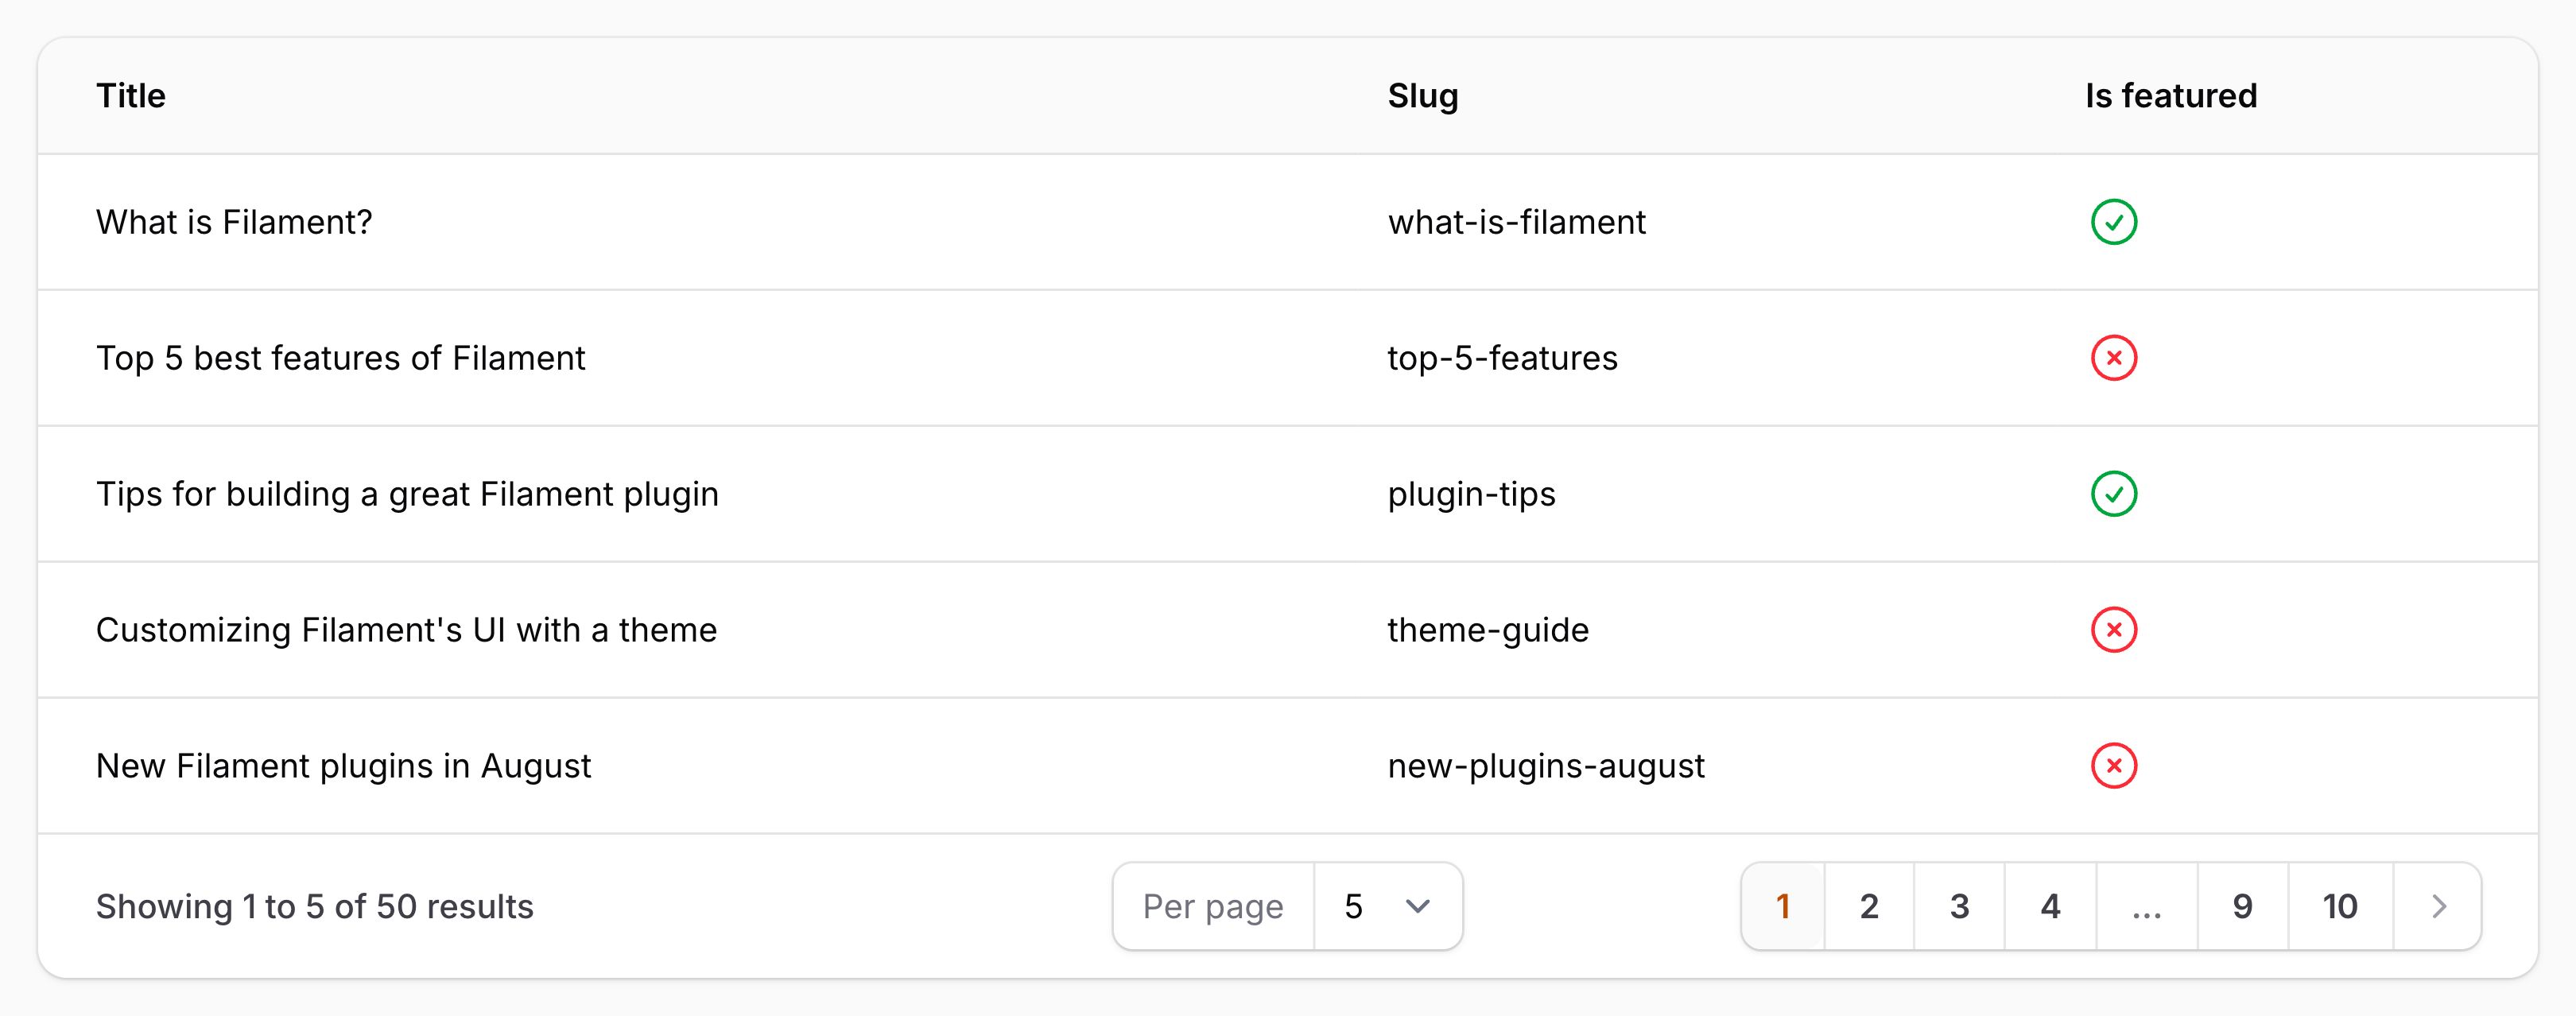 Title Slug Is featured
What is Filament? what-is-filament
Top 5 best features of Filament top-5-features
Tips for building a great Filament plugin plugin-tips
Customizing Filament's UI with a theme theme-guide
New Filament plugins in August new-plugins-august
Showing 1 to 5 of 50 results Per page 5 1 2 3 4 ... 9 10